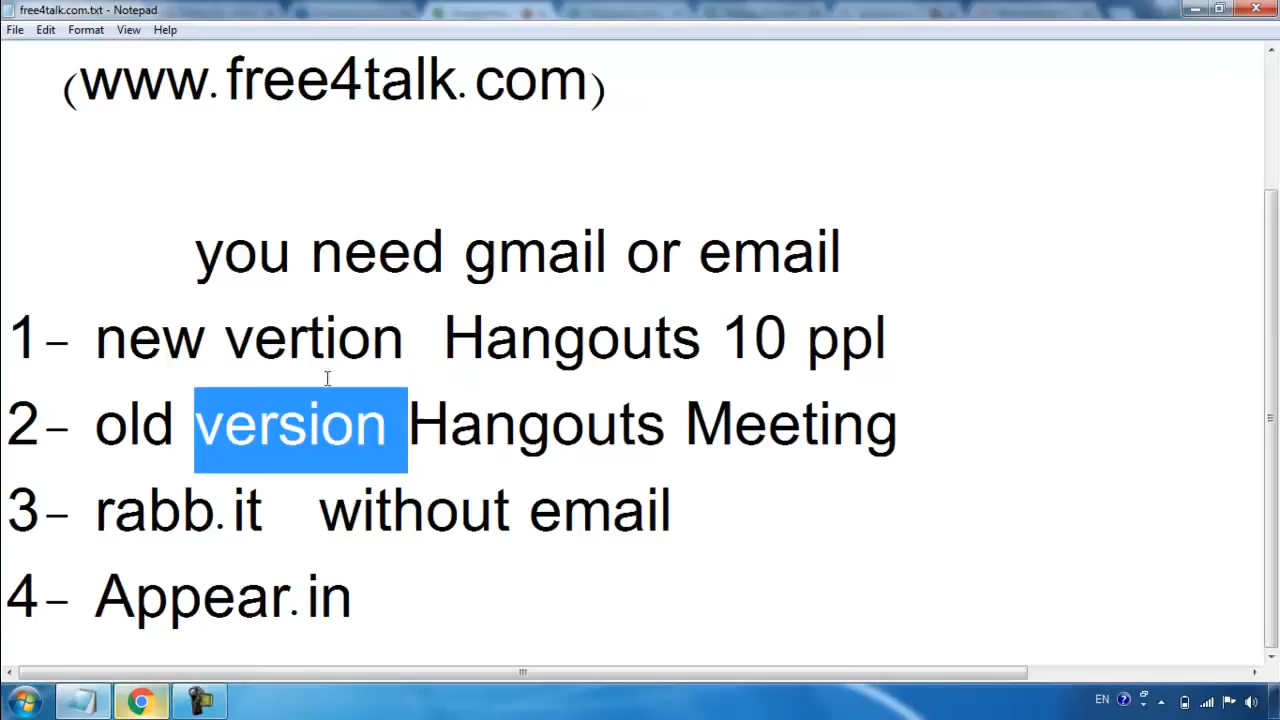 free4talk.com.txt - Notepad
File Edit Format View Help
(www.free4talk.com)
you need gmail or email
1- new vertion Hangouts 10 ppl
2- old version Hangouts Meeting
3- rabb.it without email
4- Appear.in
EN